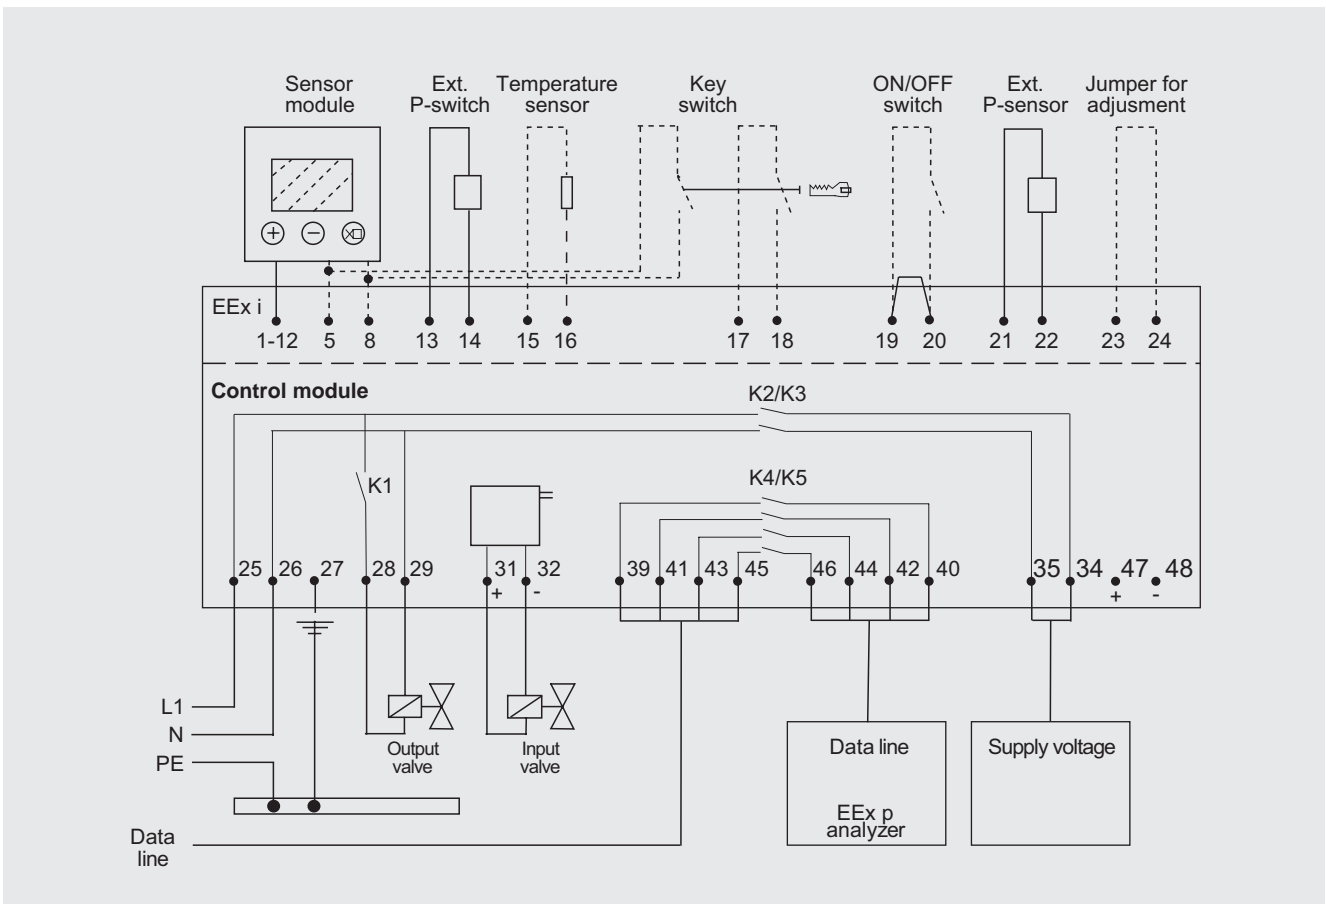 Sensor
module
Ext.
P-switch
Temperature
sensor
Key
switch
ON/OFF
switch
Ext.
P-sensor
Jumper for
adjusment
EEx i
1-12 5 8 13 14 15 16 17 18 19 20 21 22 23 24
Control module
K2/K3
K1
K4/K5
25 26 27 28 29 31 32 39 41 43 45 46 44 42 40 35 34 47 48
+ - + -
L1
N
PE
Output
valve
Input
valve
Data line
EEx p
analyzer
Supply voltage
Data
line